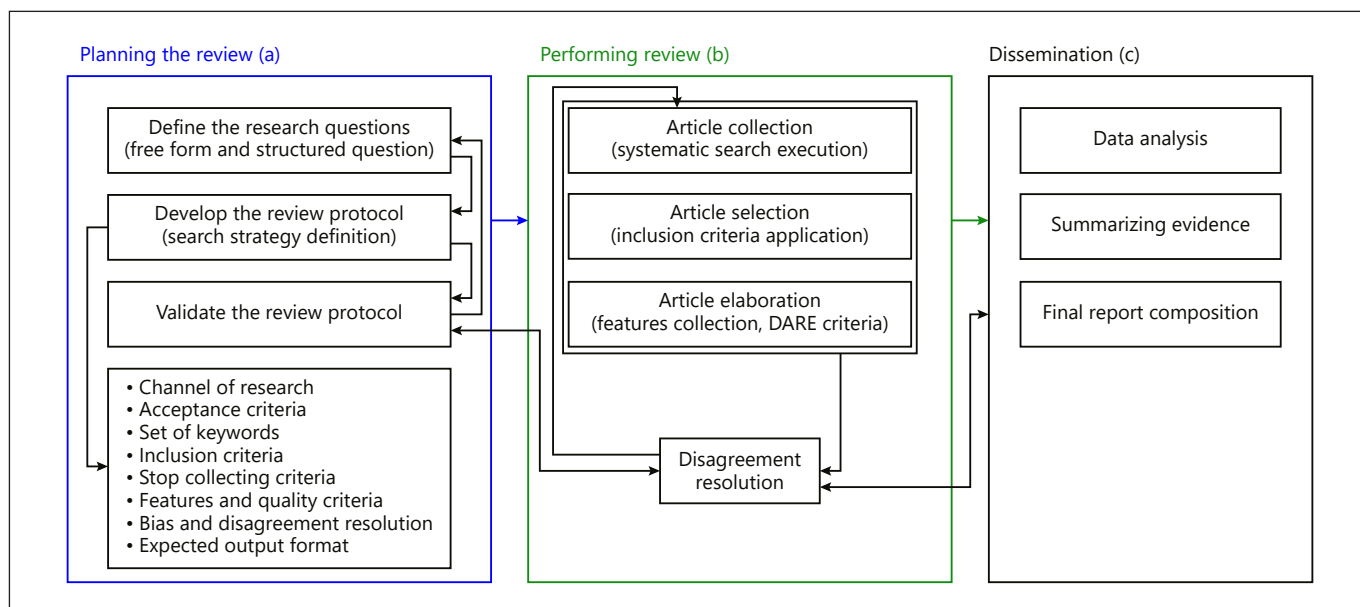 Planning the review (a)
Define the research questions
(free form and structured question)
Develop the review protocol
(search strategy definition)
Validate the review protocol
• Channel of research
• Acceptance criteria
• Set of keywords
• Inclusion criteria
• Stop collecting criteria
• Features and quality criteria
• Bias and disagreement resolution
• Expected output format
Performing review (b)
Article collection
(systematic search execution)
Article selection
(inclusion criteria application)
Article elaboration
(features collection, DARE criteria)
Disagreement
resolution
Dissemination (c)
Data analysis
Summarizing evidence
Final report composition